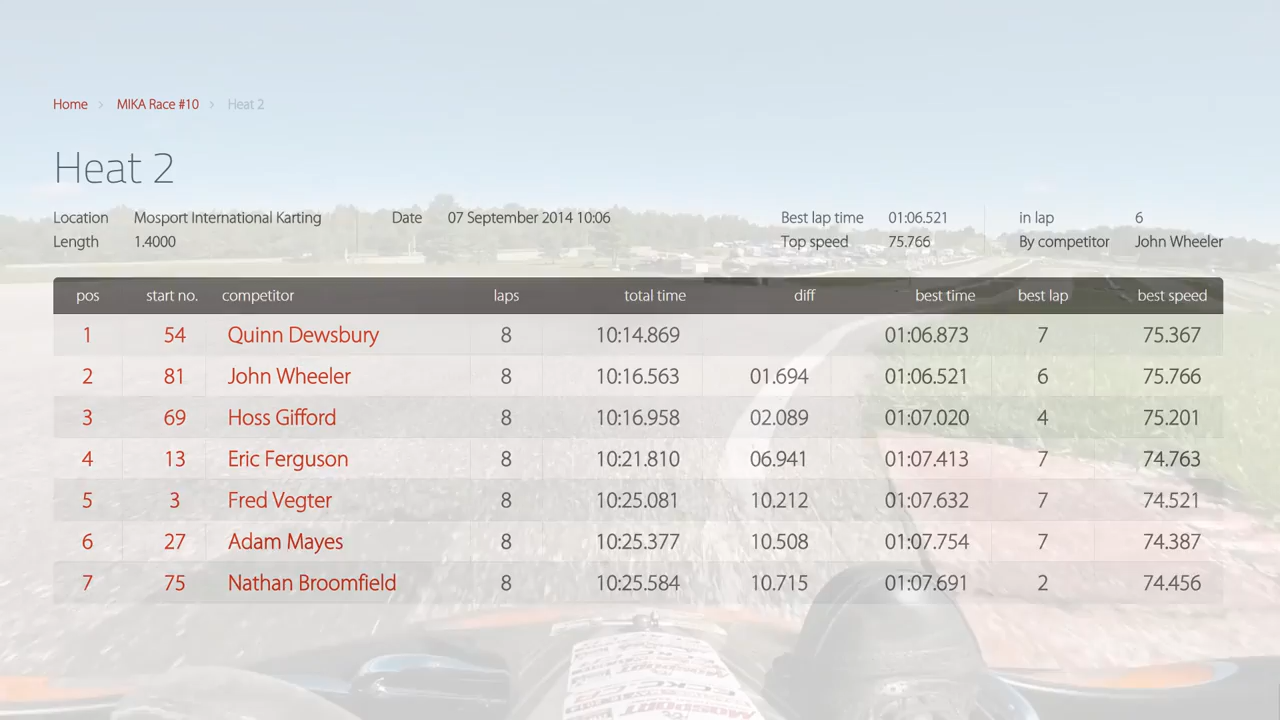 Home > MIKA Race #10 > Heat 2
Heat 2
Location Mosport International Karting Date 07 September 2014 10:06 Best lap time 01:06.521 in lap 6
Length 1.4000 Top speed 75.766 By competitor John Wheeler
pos start no. competitor laps total time diff best time best lap best speed
1 54 Quinn Dewsbury 8 10:14.869 01:06.873 7 75.367
2 81 John Wheeler 8 10:16.563 01.694 01:06.521 6 75.766
3 69 Hoss Gifford 8 10:16.958 02.089 01:07.020 4 75.201
4 13 Eric Ferguson 8 10:21.810 06.941 01:07.413 7 74.763
5 3 Fred Vegter 8 10:25.081 10.212 01:07.632 7 74.521
6 27 Adam Mayes 8 10:25.377 10.508 01:07.754 7 74.387
7 75 Nathan Broomfield 8 10:25.584 10.715 01:07.691 2 74.456
MOSPORT